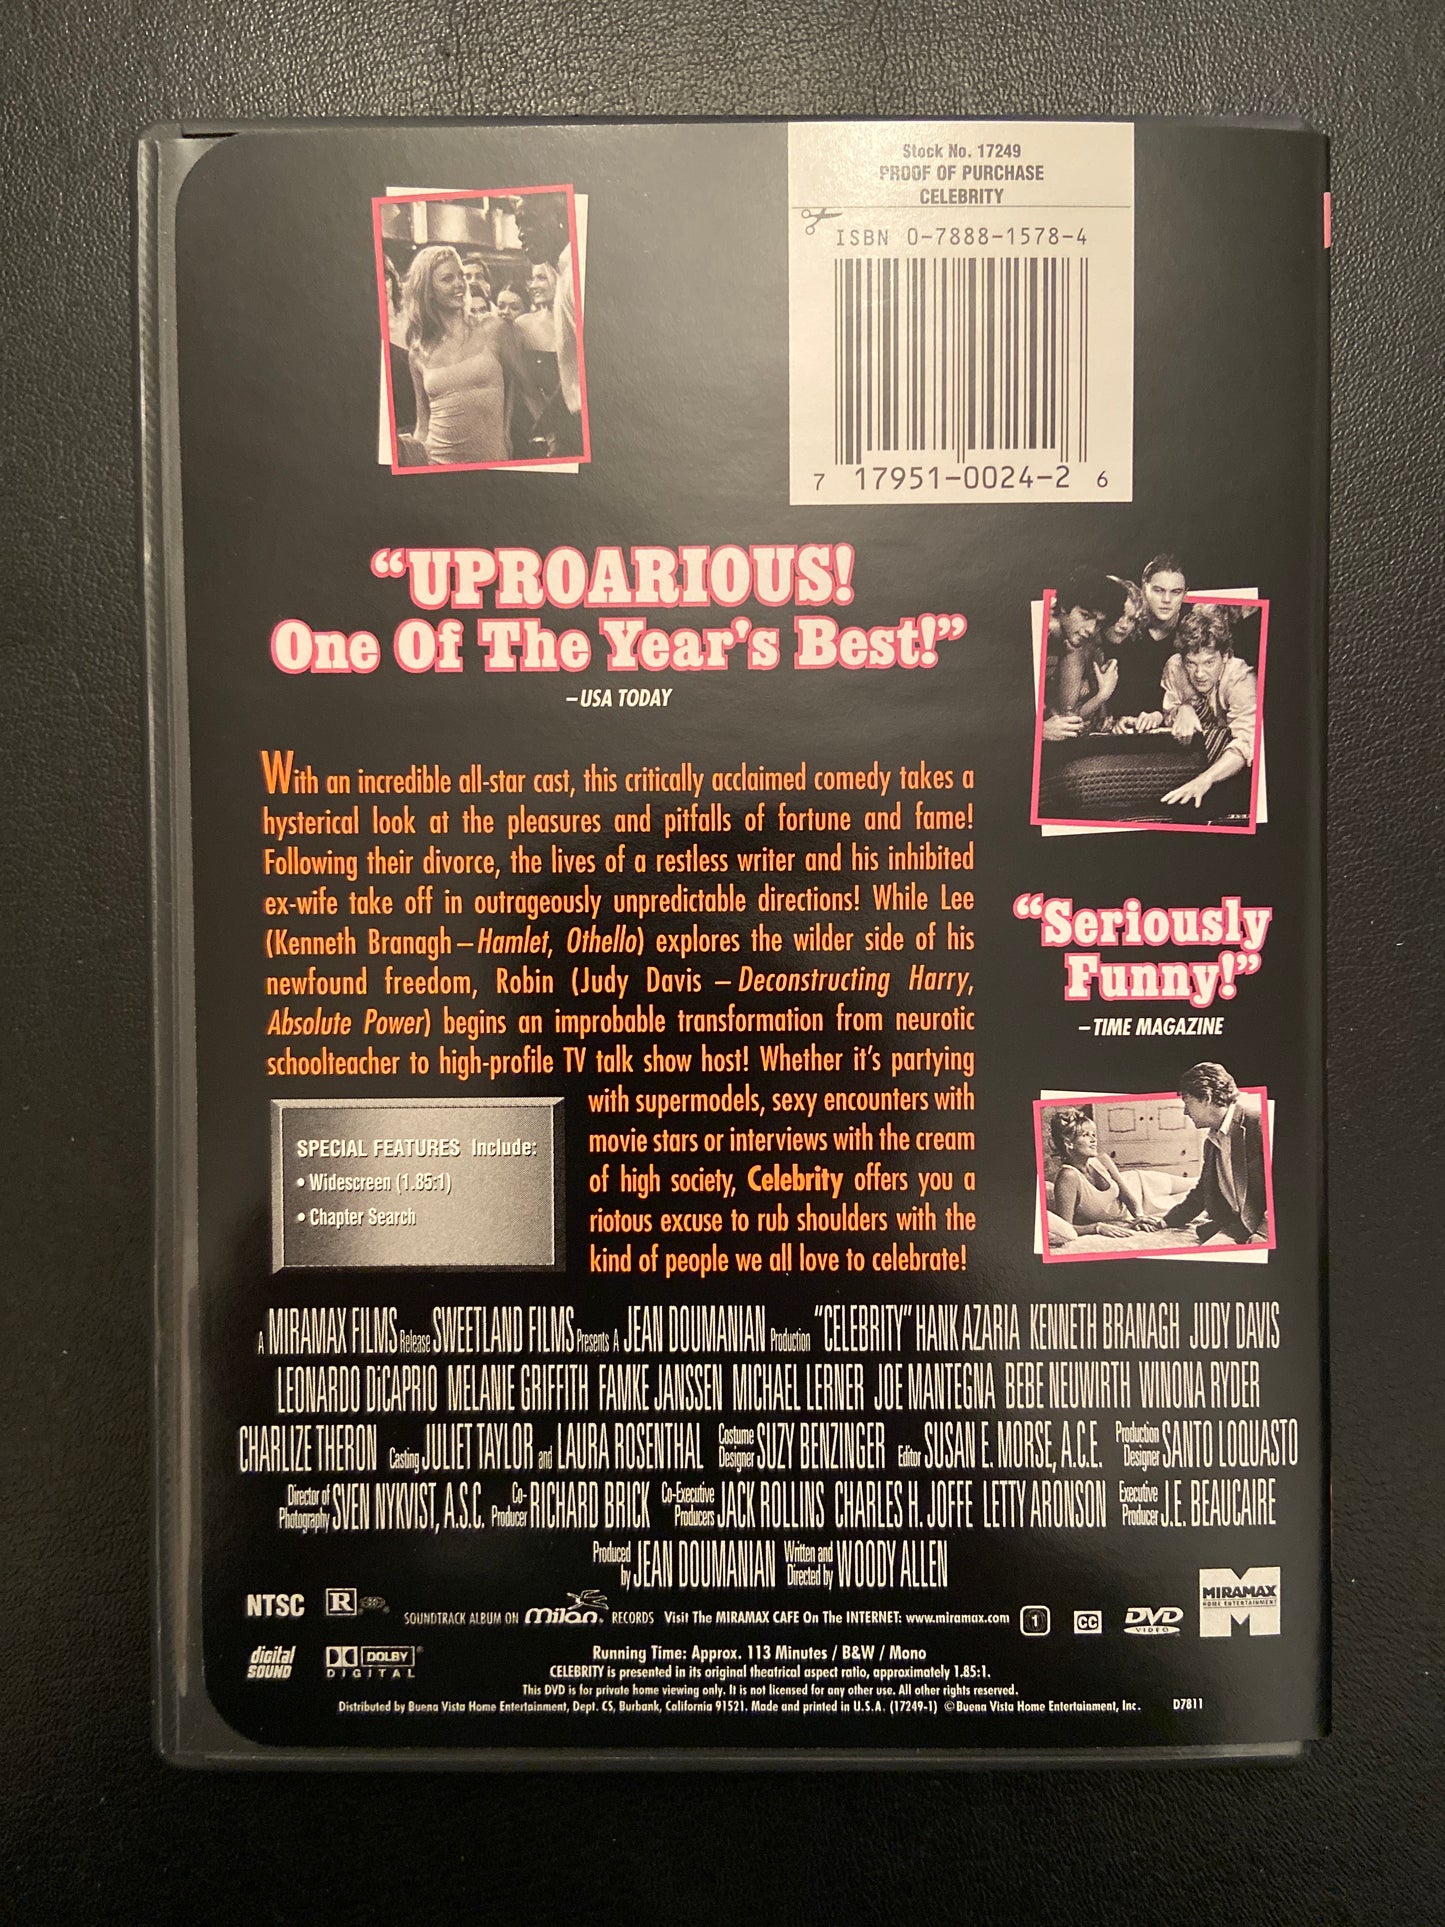 Stock No. 17249
PROOF OF PURCHASE
CELEBRITY
ISBN 0-7888-1578-4
7 17951-0024-2 6
“UPROARIOUS!
One Of The Year's Best!”
–USA TODAY
With an incredible all-star cast, this critically acclaimed comedy takes a
hysterical look at the pleasures and pitfalls of fortune and fame!
Following their divorce, the lives of a restless writer and his inhibited
ex-wife take off in outrageously unpredictable directions! While Lee
(Kenneth Branagh – Hamlet, Othello) explores the wilder side of his
newfound freedom, Robin (Judy Davis – Deconstructing Harry,
Absolute Power) begins an improbable transformation from neurotic
schoolteacher to high-profile TV talk show host! Whether it's partying
with supermodels, sexy encounters with
movie stars or interviews with the cream
of high society, Celebrity offers you a
riotous excuse to rub shoulders with the
kind of people we all love to celebrate!
“Seriously
Funny!”
–TIME MAGAZINE
SPECIAL FEATURES Include:
• Widescreen (1.85:1)
• Chapter Search
A MIRAMAX FILMS Release SWEETLAND FILMS Presents A JEAN DOUMANIAN Production “CELEBRITY“ HANK AZARIA KENNETH BRANAGH JUDY DAVIS
LEONARDO DiCAPRIO MELANIE GRIFFITH FAMKE JANSSEN MICHAEL LERNER JOE MANTEGNA BEBE NEUWIRTH WINONA RYDER
CHARLIZE THERON Casting JULIET TAYLOR and LAURA ROSENTHAL Costume Designer SUZY BENZINGER Editor SUSAN E. MORSE, A.C.E. Production Designer SANTO LOQUASTO
Director of Photography SVEN NYKVIST, A.S.C. Co-Producer RICHARD BRICK Co-Executive Producers JACK ROLLINS CHARLES H. JOFFE LETTY ARONSON Executive Producer J.E. BEAUCAIRE
Produced by JEAN DOUMANIAN Written and Directed by WOODY ALLEN
NTSC R SOUNDTRACK ALBUM ON milan RECORDS Visit The MIRAMAX CAFE On The INTERNET: www.miramax.com 1 CC DVD VIDEO MIRAMAX HOME ENTERTAINMENT
digital SOUND DOLBY DIGITAL
Running Time: Approx. 113 Minutes / B&W / Mono
CELEBRITY is presented in its original theatrical aspect ratio, approximately 1.85:1.
This DVD is for private home viewing only. It is not licensed for any other use. All other rights reserved.
Distributed by Buena Vista Home Entertainment, Dept. CS, Burbank, California 91521. Made and printed in U.S.A. (17249-1) ©Buena Vista Home Entertainment, Inc. D7811